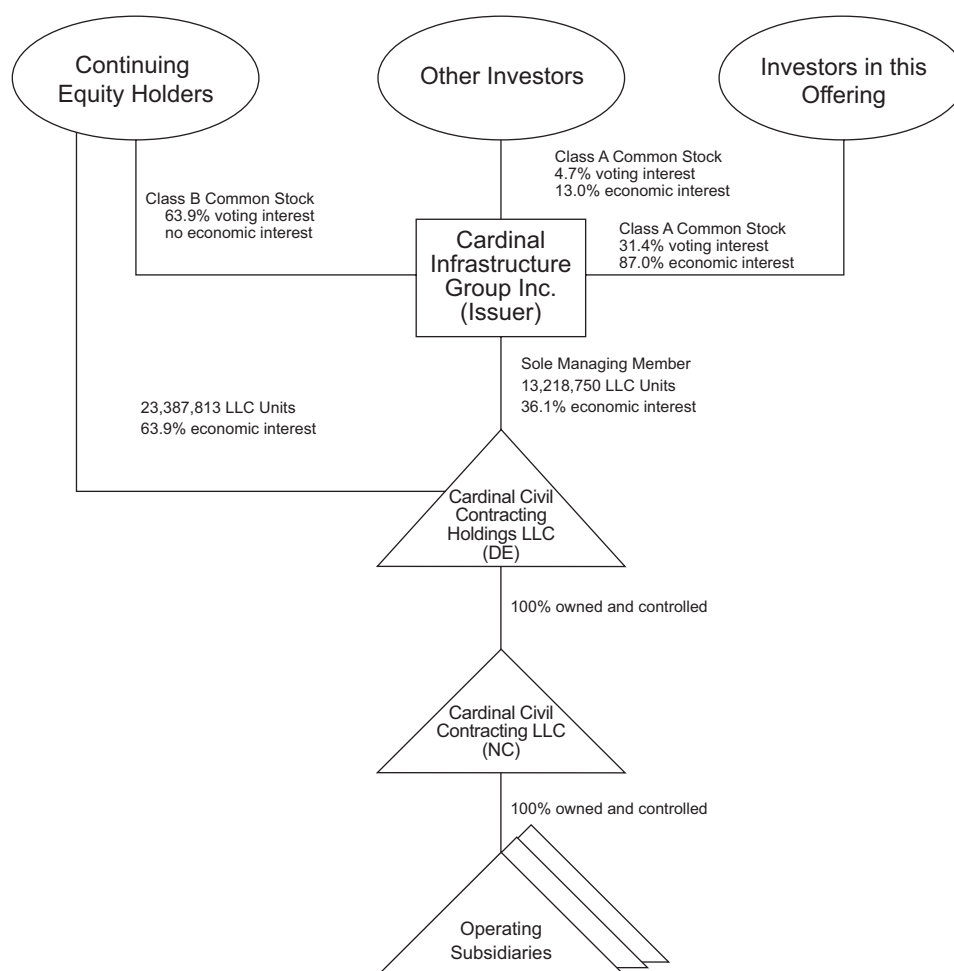 Continuing
Equity Holders
Other Investors
Investors in this
Offering
Class B Common Stock
63.9% voting interest
no economic interest
Class A Common Stock
4.7% voting interest
13.0% economic interest
Class A Common Stock
31.4% voting interest
87.0% economic interest
Cardinal
Infrastructure
Group Inc.
(Issuer)
Sole Managing Member
13,218,750 LLC Units
36.1% economic interest
23,387,813 LLC Units
63.9% economic interest
Cardinal Civil
Contracting
Holdings LLC
(DE)
100% owned and controlled
Cardinal Civil
Contracting LLC
(NC)
100% owned and controlled
Operating
Subsidiaries